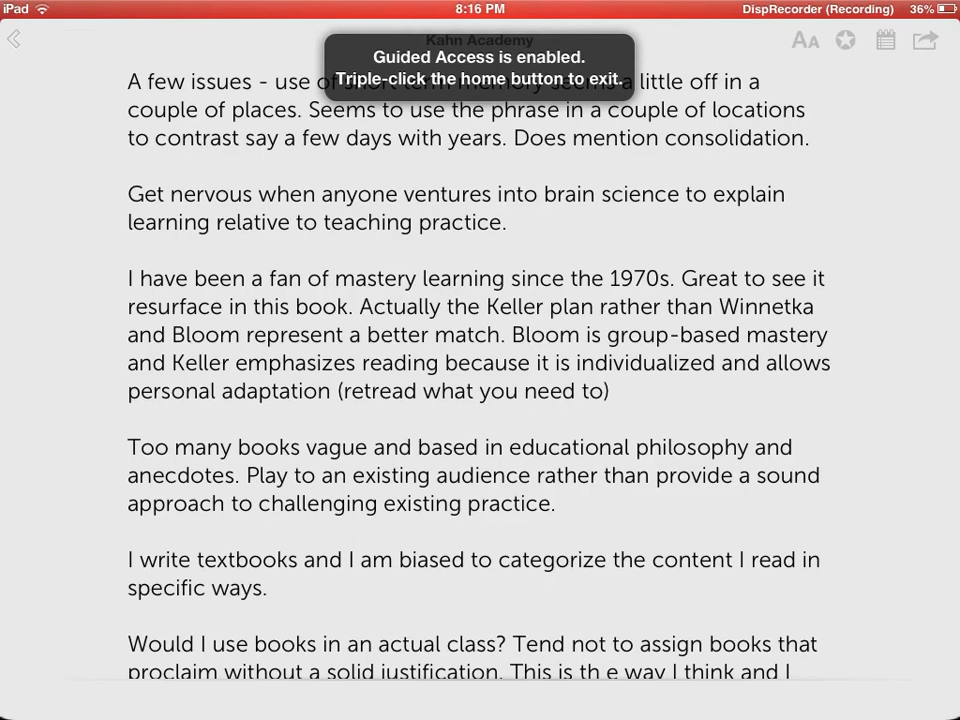 iPad 8:16 PM DispRecorder (Recording) 36%
Kahn Academy
Guided Access is enabled.
Triple-click the home button to exit.
A few issues - use of short term memory seems a little off in a
couple of places. Seems to use the phrase in a couple of locations
to contrast say a few days with years. Does mention consolidation.
Get nervous when anyone ventures into brain science to explain
learning relative to teaching practice.
I have been a fan of mastery learning since the 1970s. Great to see it
resurface in this book. Actually the Keller plan rather than Winnetka
and Bloom represent a better match. Bloom is group-based mastery
and Keller emphasizes reading because it is individualized and allows
personal adaptation (retread what you need to)
Too many books vague and based in educational philosophy and
anecdotes. Play to an existing audience rather than provide a sound
approach to challenging existing practice.
I write textbooks and I am biased to categorize the content I read in
specific ways.
Would I use books in an actual class? Tend not to assign books that
proclaim without a solid justification. This is th e way I think and I